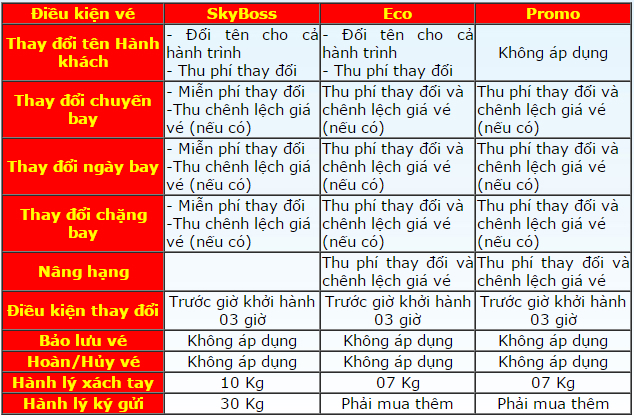 Điều kiện vé SkyBoss Eco Promo
Thay đổi tên Hành khách
- Đổi tên cho cả hành trình
- Thu phí thay đổi
- Đổi tên cho cả hành trình
- Thu phí thay đổi
Không áp dụng
Thay đổi chuyến bay
- Miễn phí thay đổi
-Thu chênh lệch giá vé (nếu có)
Thu phí thay đổi và chênh lệch giá vé (nếu có)
Thu phí thay đổi và chênh lệch giá vé (nếu có)
Thay đổi ngày bay
- Miễn phí thay đổi
-Thu chênh lệch giá vé (nếu có)
Thu phí thay đổi và chênh lệch giá vé (nếu có)
Thu phí thay đổi và chênh lệch giá vé (nếu có)
Thay đổi chặng bay
- Miễn phí thay đổi
-Thu chênh lệch giá vé (nếu có)
Thu phí thay đổi và chênh lệch giá vé (nếu có)
Thu phí thay đổi và chênh lệch giá vé (nếu có)
Nâng hạng
Thu phí thay đổi và chênh lệch giá vé
Thu phí thay đổi và chênh lệch giá vé
Điều kiện thay đổi
Trước giờ khởi hành 03 giờ
Trước giờ khởi hành 03 giờ
Trước giờ khởi hành 03 giờ
Bảo lưu vé Không áp dụng Không áp dụng Không áp dụng
Hoàn/Hủy vé Không áp dụng Không áp dụng Không áp dụng
Hành lý xách tay 10 Kg 07 Kg 07 Kg
Hành lý ký gửi 30 Kg Phải mua thêm Phải mua thêm